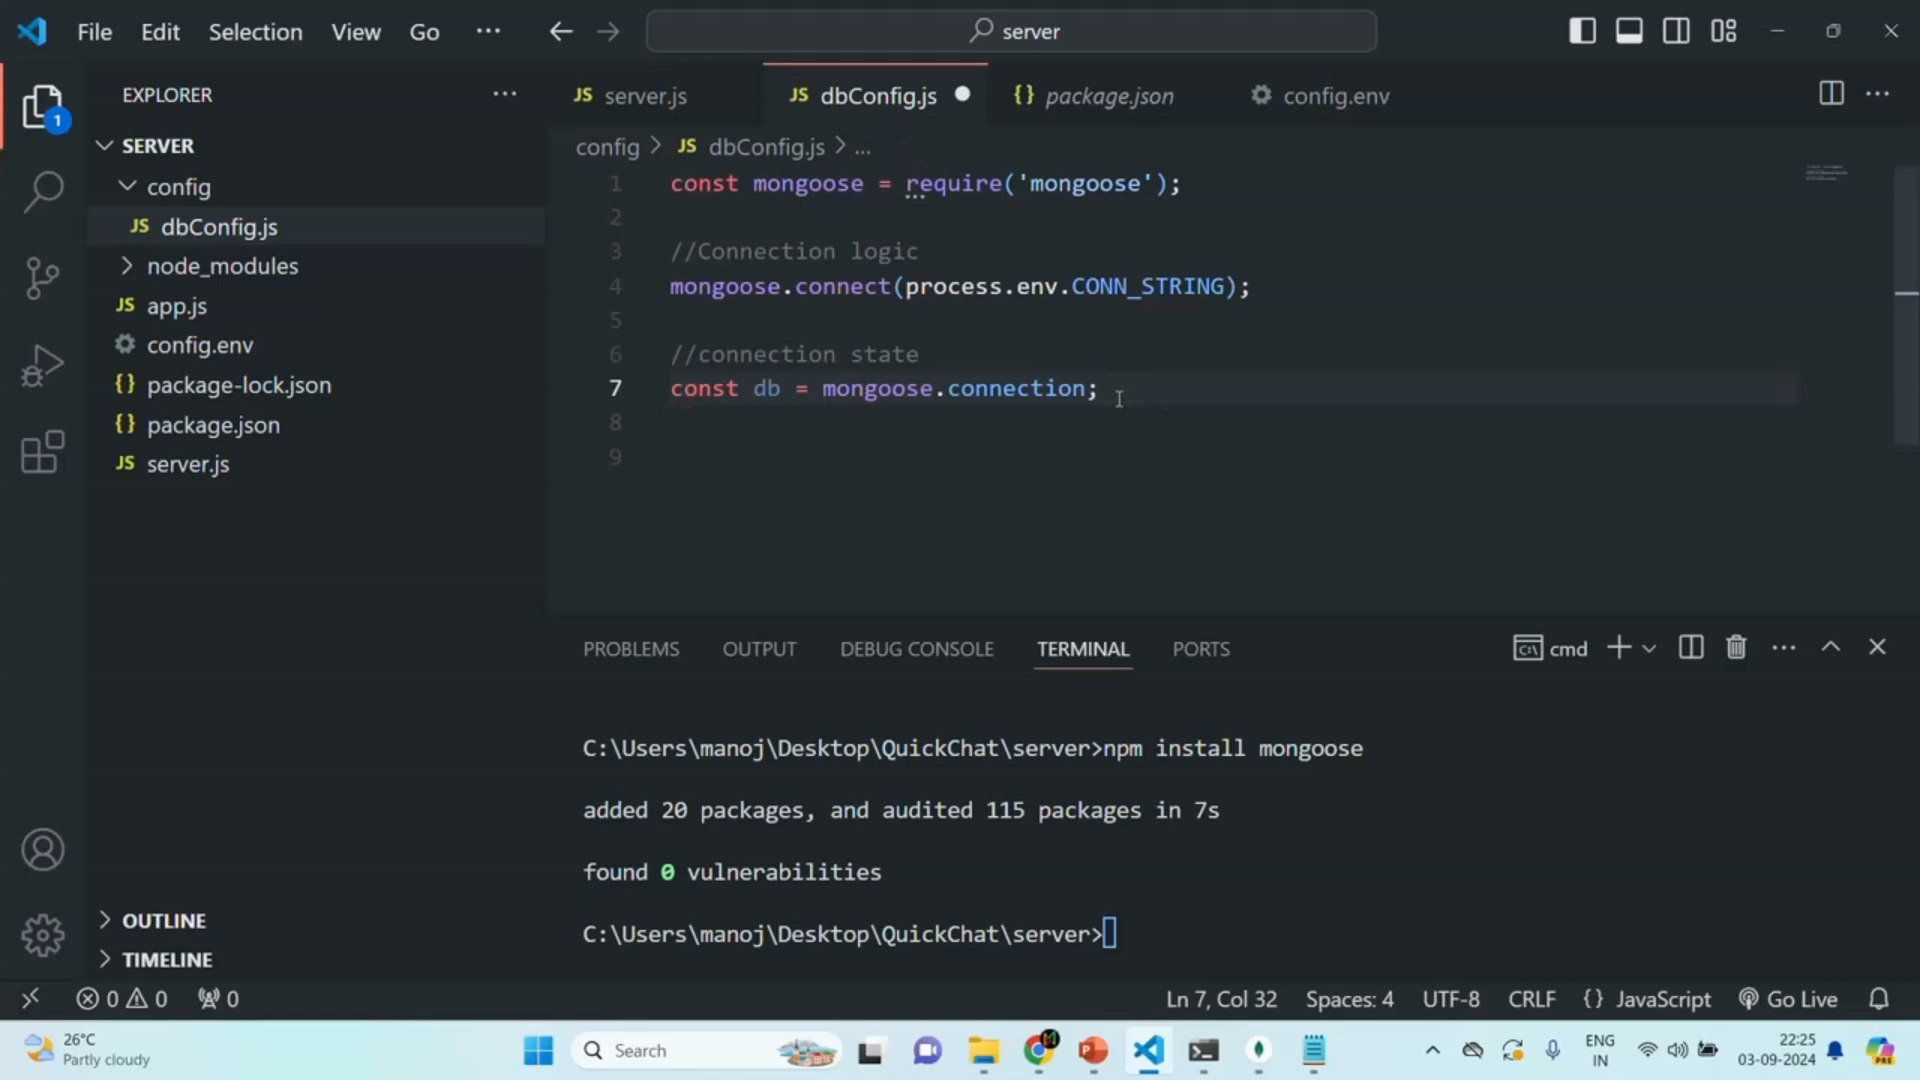 File Edit Selection View Go ··· server
EXPLORER ···
1
SERVER
config
JS dbConfig.js
node_modules
JS app.js
config.env
{} package-lock.json
{} package.json
JS server.js
OUTLINE
TIMELINE
JS server.js JS dbConfig.js {} package.json config.env
config > JS dbConfig.js > ...
1 const mongoose = require('mongoose');
2
3 //Connection logic
4 mongoose.connect(process.env.CONN_STRING);
5
6 //connection state
7 const db = mongoose.connection;
8
9
PROBLEMS OUTPUT DEBUG CONSOLE TERMINAL PORTS cmd
C:\Users\manoj\Desktop\QuickChat\server>npm install mongoose
added 20 packages, and audited 115 packages in 7s
found 0 vulnerabilities
C:\Users\manoj\Desktop\QuickChat\server>
0 0 0 Ln 7, Col 32 Spaces: 4 UTF-8 CRLF {} JavaScript Go Live
26°C
Partly cloudy
Search
ENG
IN
22:25
03-09-2024
PRE